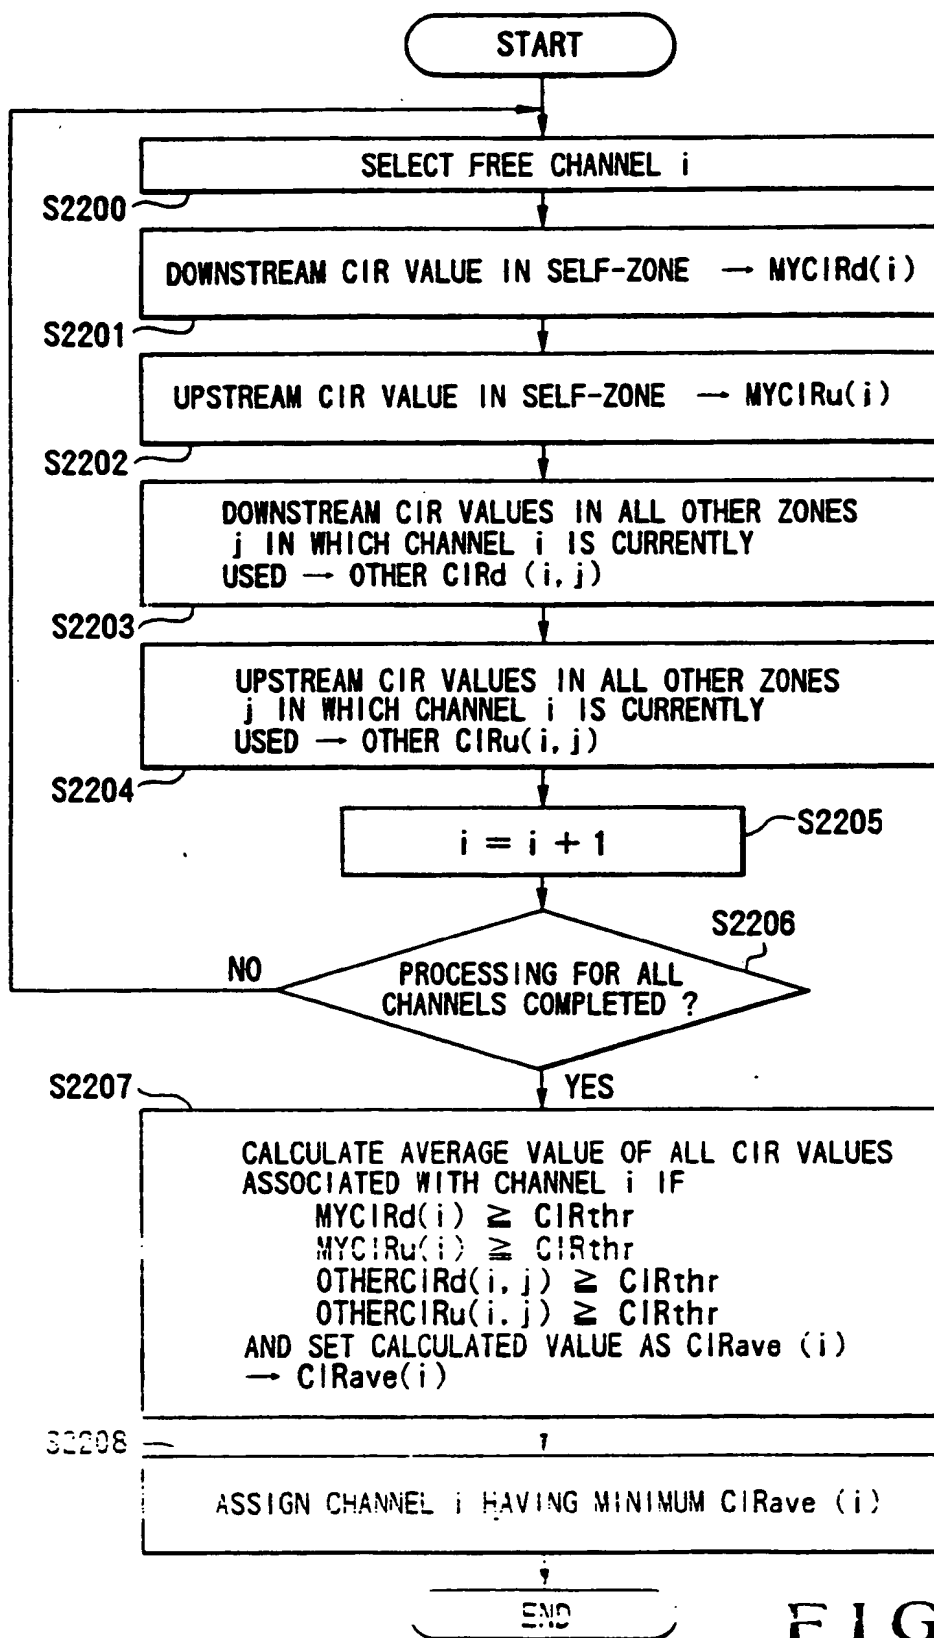 START
SELECT FREE CHANNEL i
S2200
DOWNSTREAM CIR VALUE IN SELF-ZONE → MYCIRd(i)
S2201
UPSTREAM CIR VALUE IN SELF-ZONE → MYCIRu(i)
S2202
DOWNSTREAM CIR VALUES IN ALL OTHER ZONES
j IN WHICH CHANNEL i IS CURRENTLY
USED → OTHER CIRd (i, j)
S2203
UPSTREAM CIR VALUES IN ALL OTHER ZONES
j IN WHICH CHANNEL i IS CURRENTLY
USED → OTHER CIRu(i, j)
S2204
S2205
i = i + 1
S2206
NO
PROCESSING FOR ALL
CHANNELS COMPLETED ?
S2207
YES
CALCULATE AVERAGE VALUE OF ALL CIR VALUES
ASSOCIATED WITH CHANNEL i IF
MYCIRd(i) ≧ CIRthr
MYCIRu(i) ≧ CIRthr
OTHERCIRd(i, j) ≧ CIRthr
OTHERCIRu(i, j) ≧ CIRthr
AND SET CALCULATED VALUE AS CIRave (i)
→ CIRave(i)
S2208
ASSIGN CHANNEL i HAVING MINIMUM CIRave (i)
END
FIG